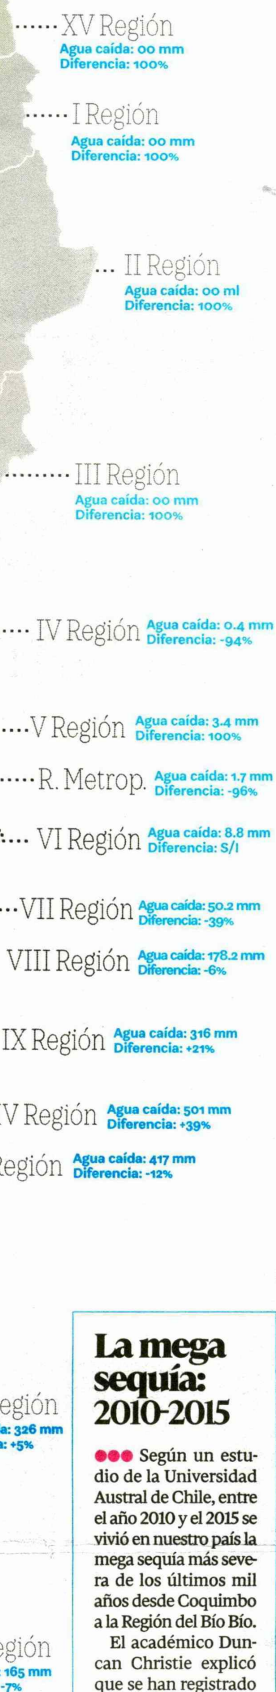 XV Región
Agua caída: 00 mm
Diferencia: 100%
I Región
Agua caída: 00 mm
Diferencia: 100%
II Región
Agua caída: 00 ml
Diferencia: 100%
III Región
Agua caída: 00 mm
Diferencia: 100%
IV Región
Agua caída: 0.4 mm
Diferencia: -94%
V Región
Agua caída: 3.4 mm
Diferencia: 100%
R. Metrop.
Agua caída: 1.7 mm
Diferencia: -96%
VI Región
Agua caída: 8.8 mm
Diferencia: S/I
VII Región
Agua caída: 50.2 mm
Diferencia: -39%
VIII Región
Agua caída: 178.2 mm
Diferencia: -6%
IX Región
Agua caída: 316 mm
Diferencia: +21%
IV Región
Agua caída: 501 mm
Diferencia: +39%
Región
Agua caída: 417 mm
Diferencia: -12%
egión
a: 326 mm
a: +5%
La mega
sequía:
2010-2015
Según un estu-
dio de la Universidad
Austral de Chile, entre
el año 2010 y el 2015 se
vivió en nuestro país la
mega sequía más seve-
ra de los últimos mil
años desde Coquimbo
a la Región del Bío Bío.
El académico Dun-
can Christie explicó
que se han registrado
egión
165 mm
-7%